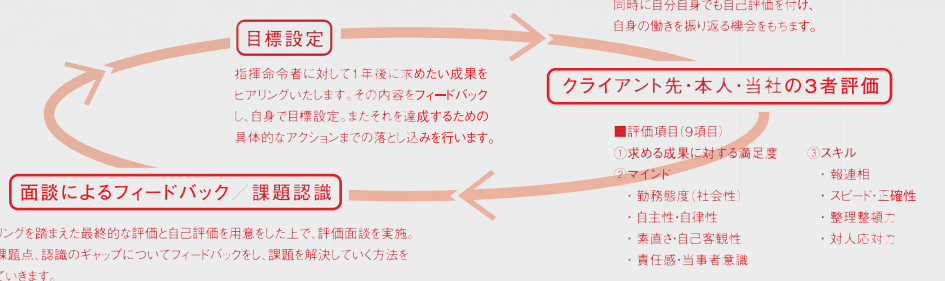 同時に自分自身でも自己評価を付け、
自身の働きを振り返る機会をもちます。
目標設定
指揮命令者に対して1年後に求めたい成果を
ヒアリングいたします。その内容をフィードバック
し、自身で目標設定。またそれを達成するための
具体的なアクションまでの落とし込みを行います。
クライアント先・本人・当社の3者評価
■評価項目(9項目)
①求める成果に対する満足度
②マインド
・勤務態度(社会性)
・自主性・自律性
・素直さ・自己客観性
・責任感・当事者意識
③スキル
・報連相
・スピード・正確性
・整理整頓力
・対人応対力
面談によるフィードバック／課題認識
リングを踏まえた最終的な評価と自己評価を用意をした上で、評価面談を実施。
課題点、認識のギャップについてフィードバックをし、課題を解決していく方法を
ていきます。